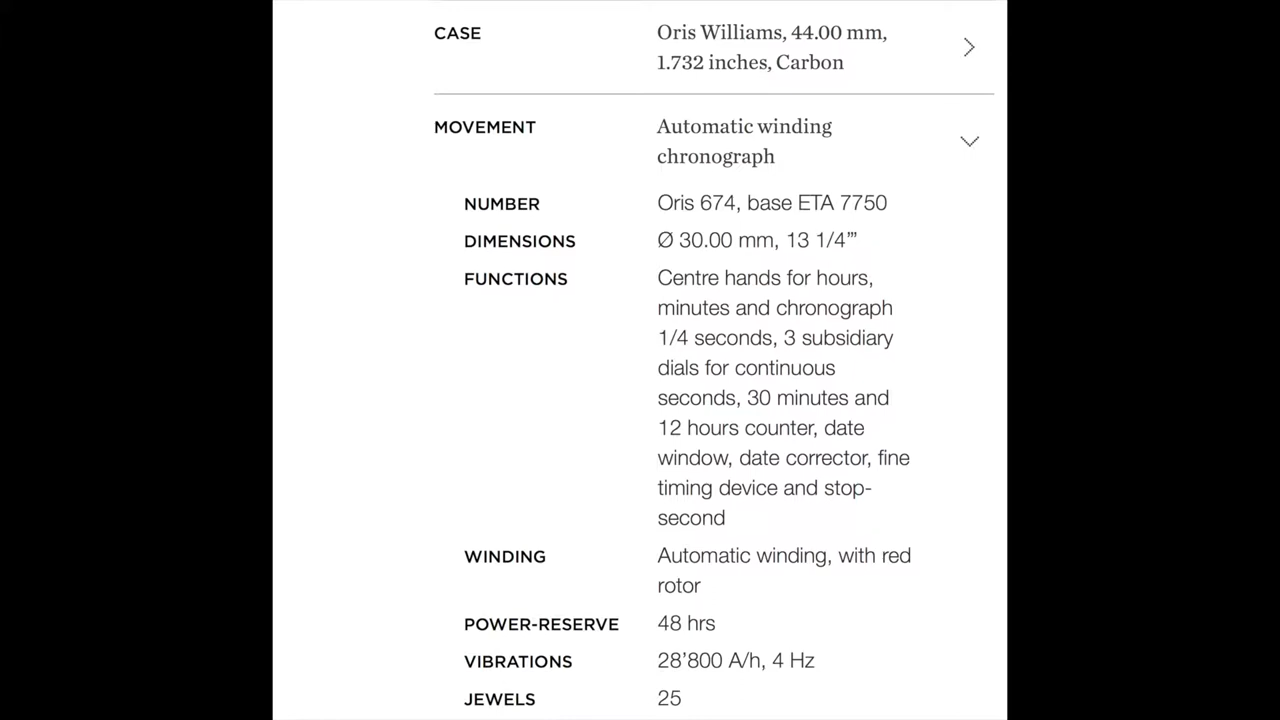 CASE
Oris Williams, 44.00 mm,
1.732 inches, Carbon
MOVEMENT
Automatic winding
chronograph
NUMBER
Oris 674, base ETA 7750
DIMENSIONS
Ø 30.00 mm, 13 1/4’’’
FUNCTIONS
Centre hands for hours,
minutes and chronograph
1/4 seconds, 3 subsidiary
dials for continuous
seconds, 30 minutes and
12 hours counter, date
window, date corrector, fine
timing device and stop-
second
WINDING
Automatic winding, with red
rotor
POWER-RESERVE
48 hrs
VIBRATIONS
28’800 A/h, 4 Hz
JEWELS
25